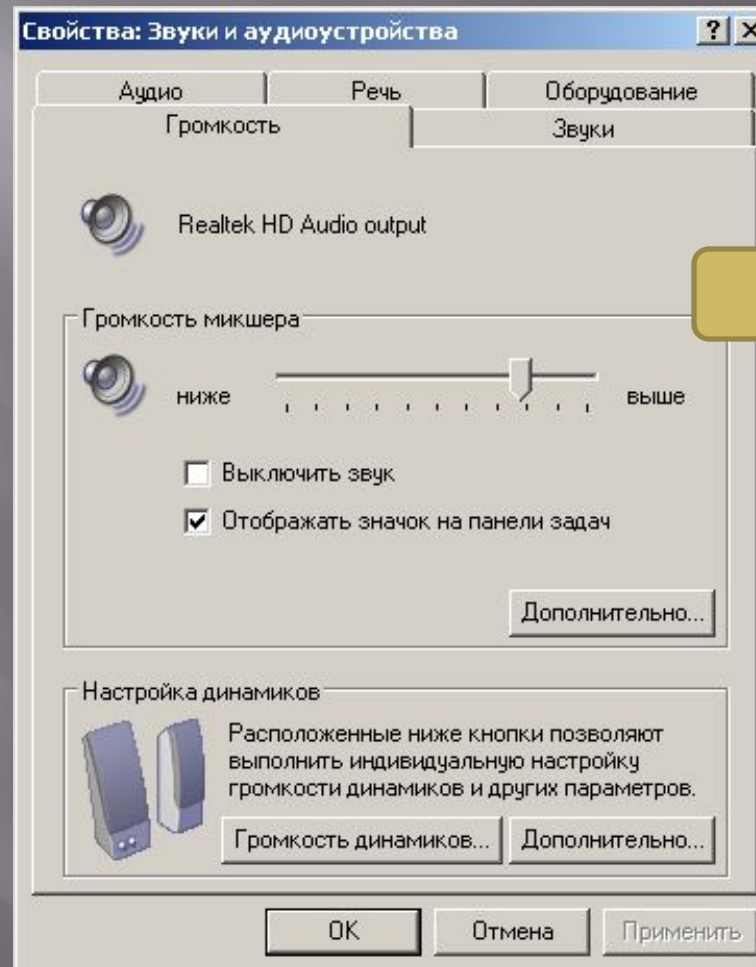 Свойства: Звуки и аудиоустройства
Аудио
Речь
Оборудование
Громкость
Звуки
Realtek HD Audio output
Громкость микшера
ниже
выше
Выключить звук
Отображать значок на панели задач
Дополнительно...
Настройка динамиков
Расположенные ниже кнопки позволяют
выполнить индивидуальную настройку
громкости динамиков и других параметров.
Громкость динамиков...
Дополнительно...
OK
Отмена
Применить